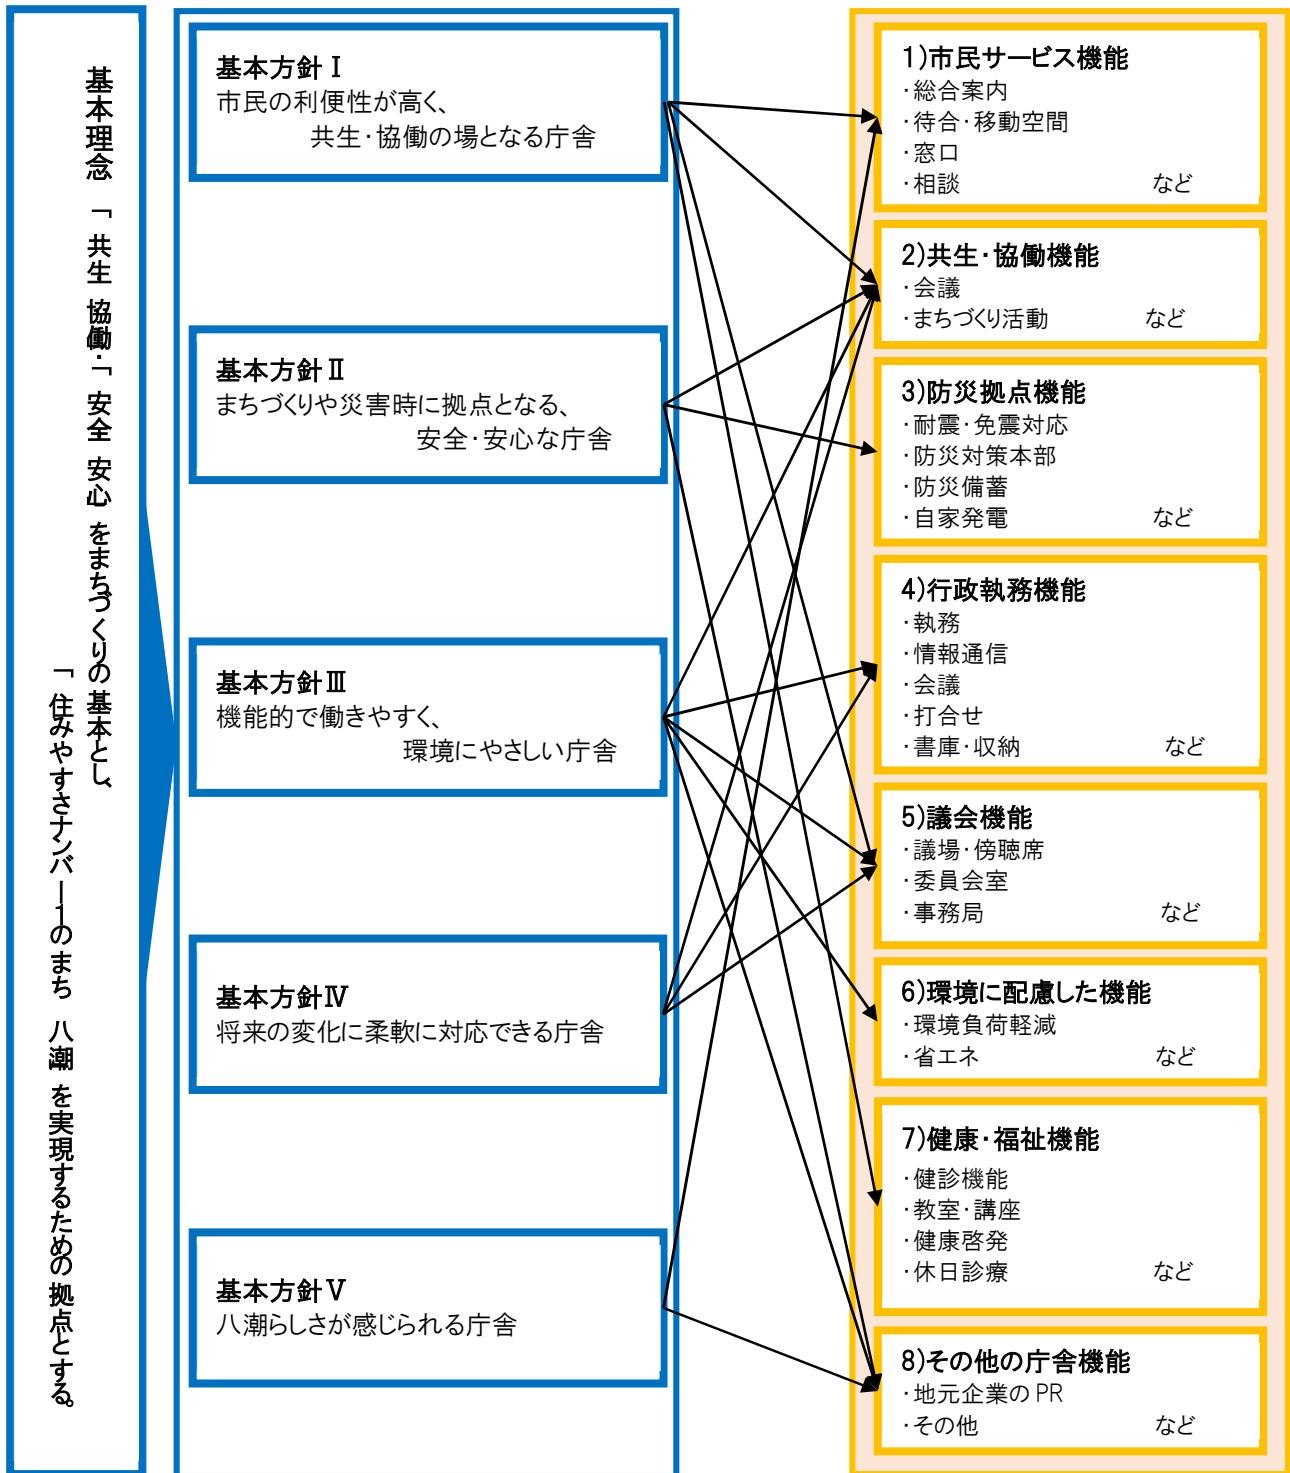 基本理念 「共生 協働・「安全 安心 をまちづくりの基本とし、
「住みやすさナンバー１のまち 八潮 を実現するための拠点とする。
基本方針Ⅰ
市民の利便性が高く、
共生・協働の場となる庁舎
基本方針Ⅱ
まちづくりや災害時に拠点となる、
安全・安心な庁舎
基本方針Ⅲ
機能的で働きやすく、
環境にやさしい庁舎
基本方針Ⅳ
将来の変化に柔軟に対応できる庁舎
基本方針Ⅴ
八潮らしさが感じられる庁舎
1)市民サービス機能
・総合案内
・待合・移動空間
・窓口
・相談 など
2)共生・協働機能
・会議
・まちづくり活動 など
3)防災拠点機能
・耐震・免震対応
・防災対策本部
・防災備蓄
・自家発電 など
4)行政執務機能
・執務
・情報通信
・会議
・打合せ
・書庫・収納 など
5)議会機能
・議場・傍聴席
・委員会室
・事務局 など
6)環境に配慮した機能
・環境負荷軽減
・省エネ など
7)健康・福祉機能
・健診機能
・教室・講座
・健康啓発
・休日診療 など
8)その他の庁舎機能
・地元企業の PR
・その他 など